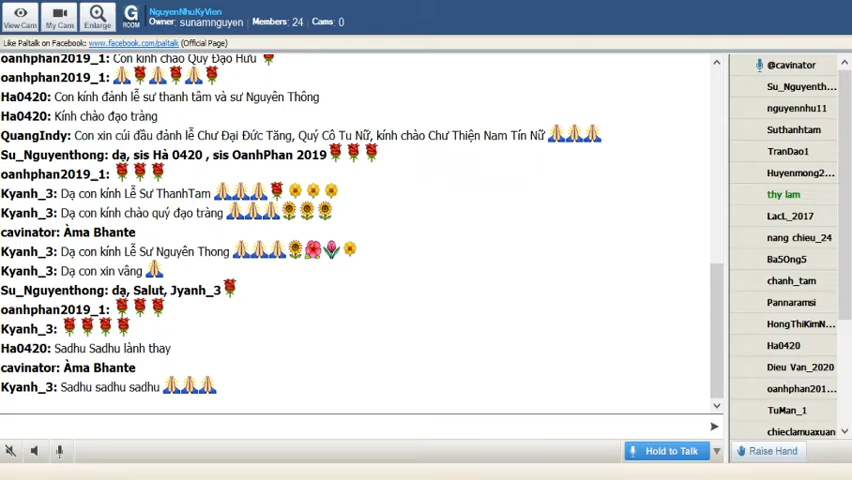 View Cam
My Cam
Enlarge
G
ROOM
NguyenNhuKyVien
Owner: sunamnguyen Members: 24 Cams: 0
Like Paltalk on Facebook: www.facebook.com/paltalk (Official Page)
oanhphan2019_1: Con kính chào Quý Đạo Hữu
oanhphan2019_1:
Ha0420: Con kính đảnh lễ sư thanh tâm và sư Nguyên Thông
Ha0420: Kính chào đạo tràng
QuangIndy: Con xin cúi đầu đảnh lễ Chư Đại Đức Tăng, Quý Cô Tu Nữ, kính chào Chư Thiện Nam Tín Nữ
Su_Nguyenthong: dạ, sis Hà 0420 , sis OanhPhan 2019
oanhphan2019_1:
Kyanh_3: Dạ con kính Lễ Sư ThanhTam
Kyanh_3: Dạ con kính chào quý đạo tràng
cavinator: Àma Bhante
Kyanh_3: Dạ con kính Lễ Sư Nguyên Thong
Kyanh_3: Dạ con xin vâng
Su_Nguyenthong: dạ, Salut, Jyanh_3
oanhphan2019_1:
Kyanh_3:
Ha0420: Sadhu Sadhu lành thay
cavinator: Àma Bhante
Kyanh_3: Sadhu sadhu sadhu
@cavinator
Su_Nguyenth...
nguyennhu11
Suthanhtam
TranDao1
Huyenmong2...
thy lam
LacL_2017
nang chieu_24
Ba5Ong5
chanh_tam
Pannaramsi
HongThiKimN...
Ha0420
Dieu Van_2020
oanhphan201...
TuMan_1
chieclamuaxuan
Hold to Talk
Raise Hand